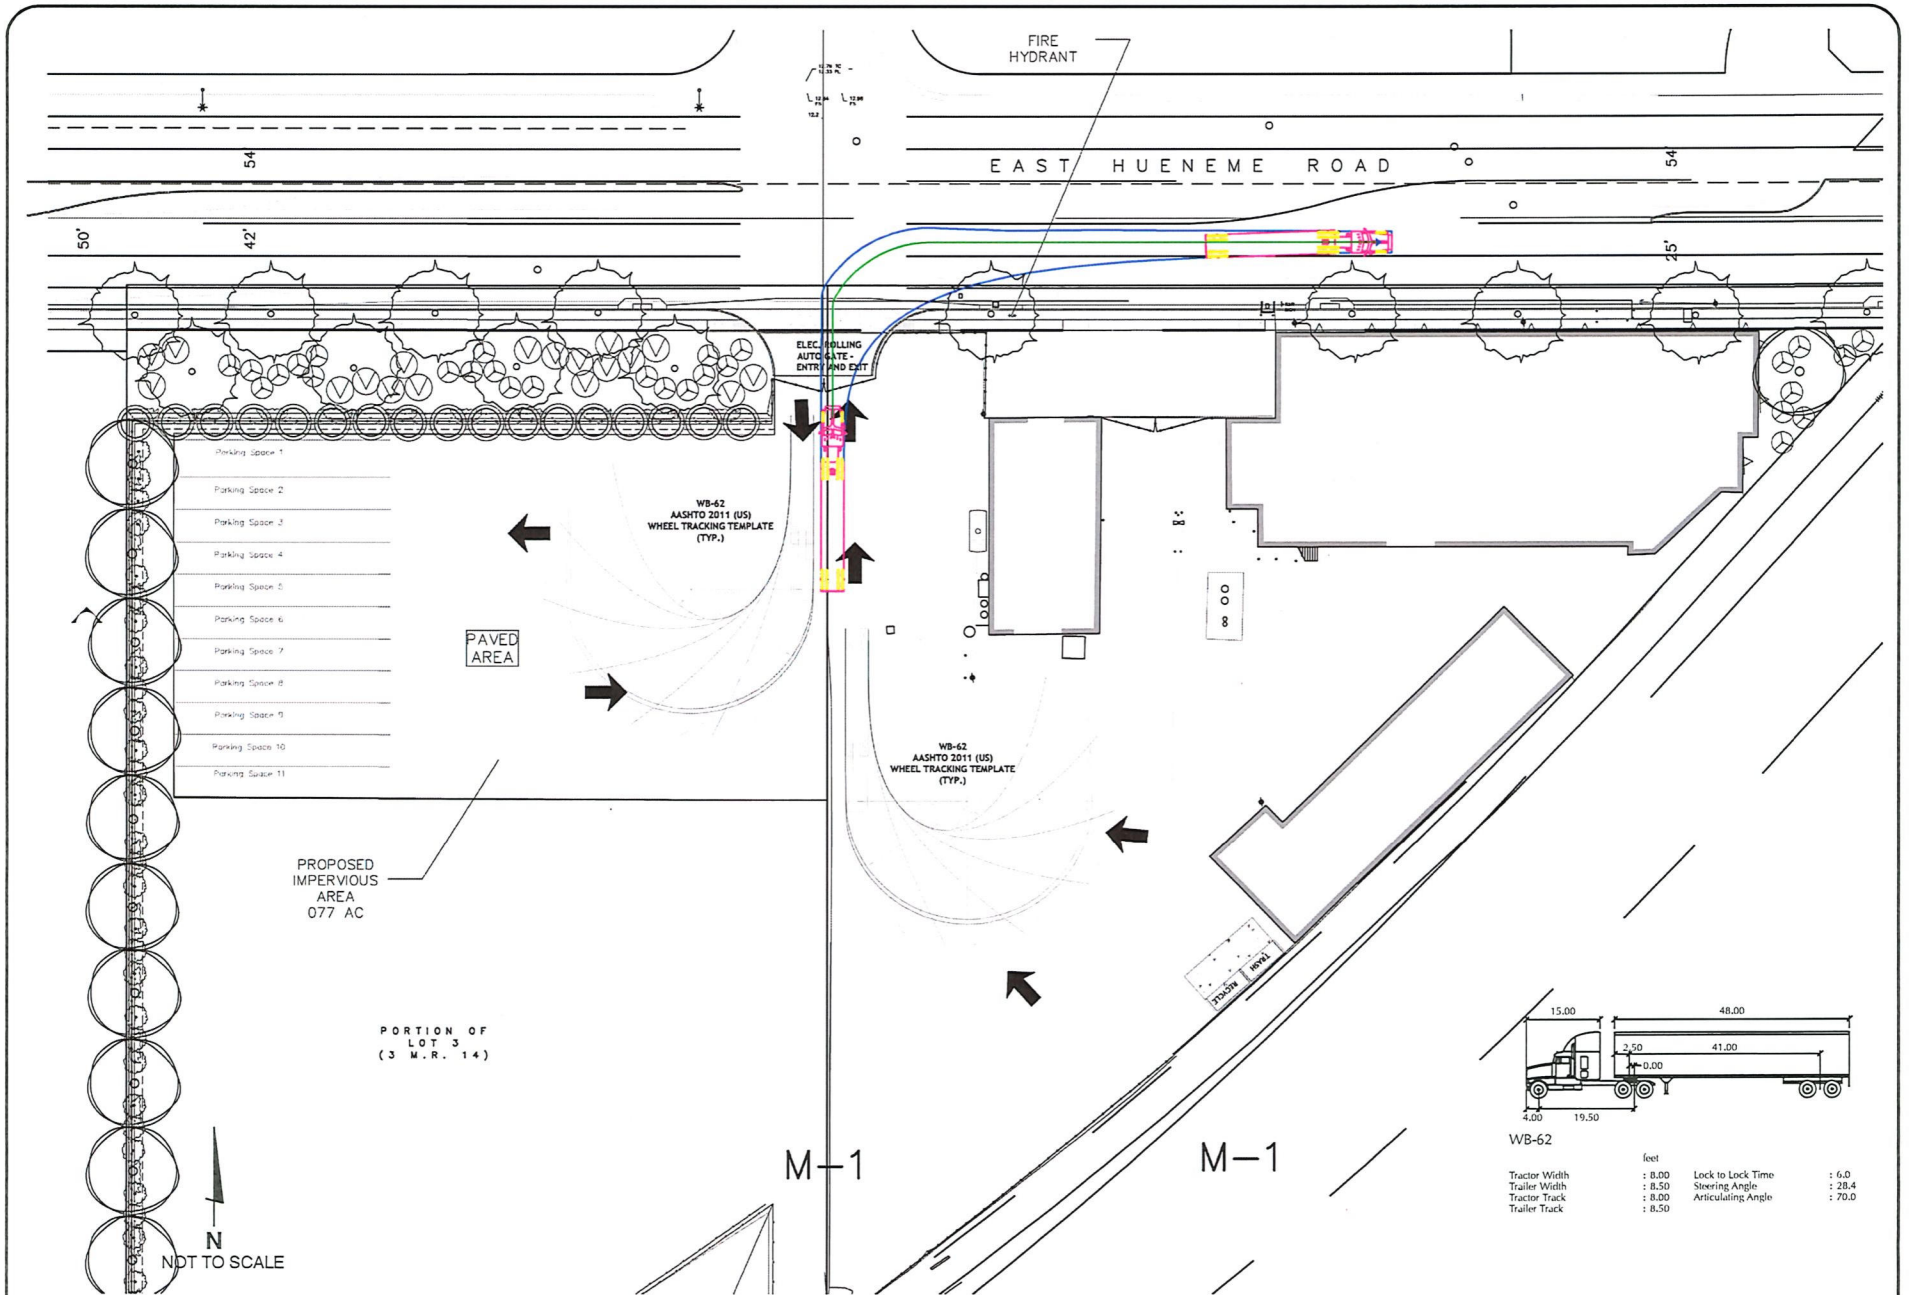 FIRE
HYDRANT
54'
EAST HUENEME ROAD
54'
50'
42'
25'
ELEC. ROLLING
AUTO GATE -
ENTRY AND EXIT
Parking Space 1
Parking Space 2
Parking Space 3
Parking Space 4
Parking Space 5
Parking Space 6
Parking Space 7
Parking Space 8
Parking Space 9
Parking Space 10
Parking Space 11
WB-62
AASHTO 2011 (US)
WHEEL TRACKING TEMPLATE
(TYP.)
PAVED
AREA
WB-62
AASHTO 2011 (US)
WHEEL TRACKING TEMPLATE
(TYP.)
PROPOSED
IMPERVIOUS
AREA
077 AC
TRASH
RECYCLE
PORTION OF
LOT 3
(3 M.R. 14)
M-1
M-1
N
NOT TO SCALE
15.00
48.00
2.50
41.00
0.00
4.00
19.50
WB-62
feet
Tractor Width : 8.00 Lock to Lock Time : 6.0
Trailer Width : 8.50 Steering Angle : 28.4
Tractor Track : 8.00 Articulating Angle : 70.0
Trailer Track : 8.50